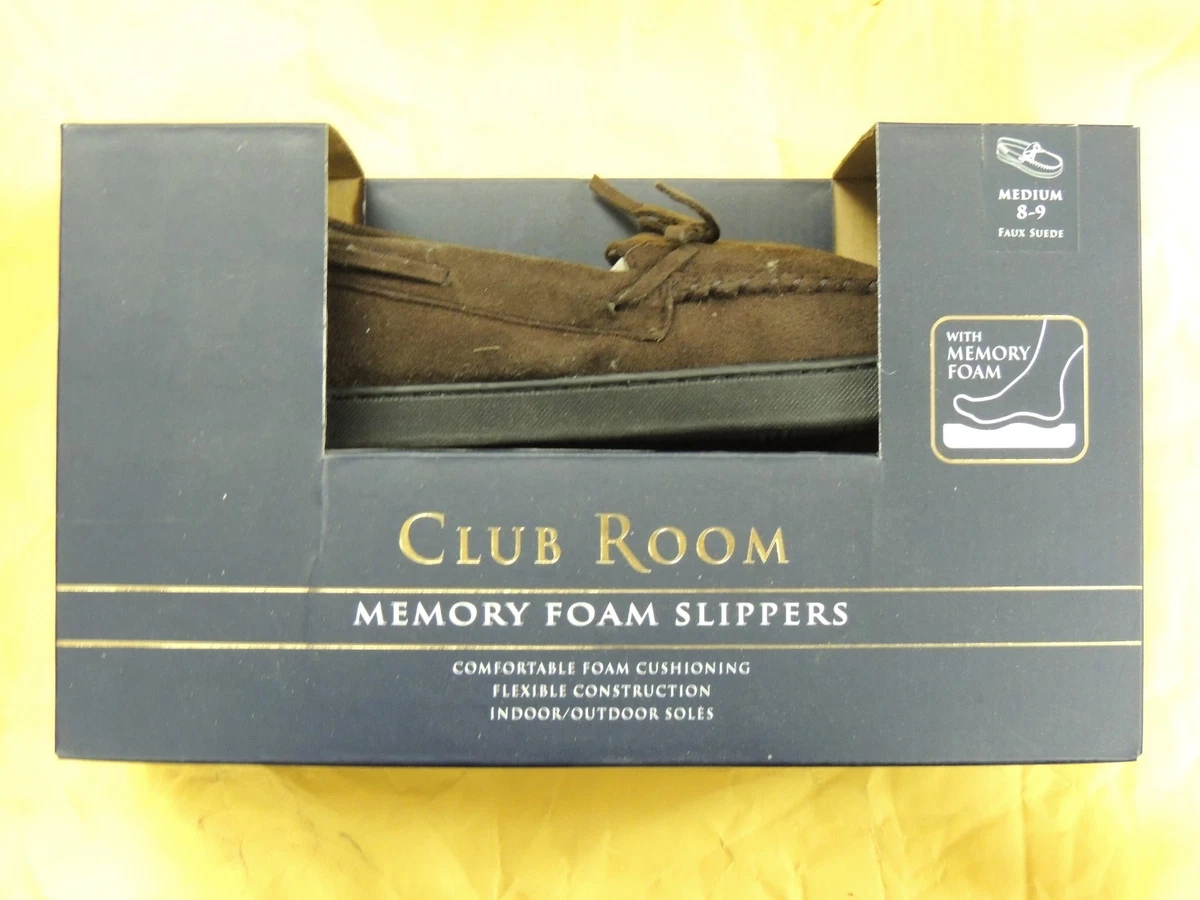 MEDIUM
8-9
FAUX SUEDE
WITH
MEMORY
FOAM
CLUB ROOM
MEMORY FOAM SLIPPERS
COMFORTABLE FOAM CUSHIONING
FLEXIBLE CONSTRUCTION
INDOOR/OUTDOOR SOLES